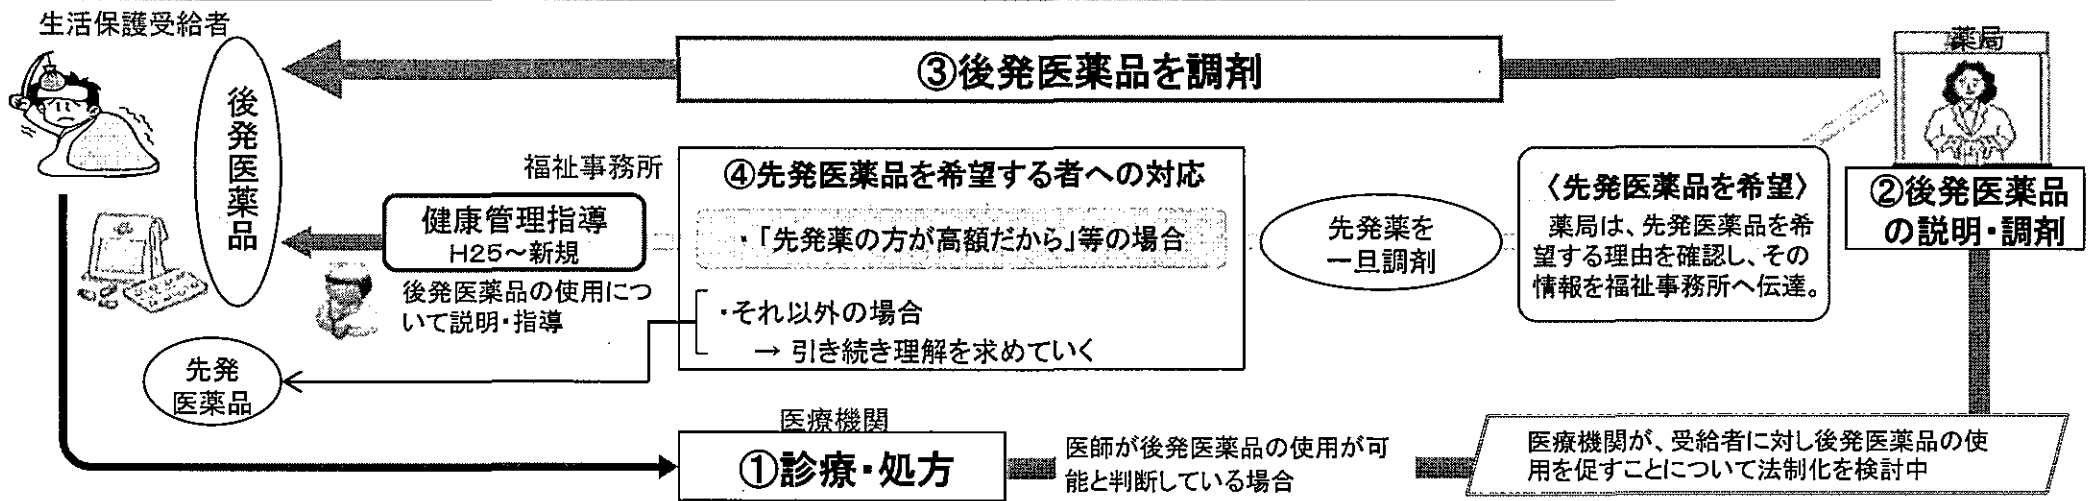 生活保護受給者
後発医薬品
③後発医薬品を調剤
薬局
②後発医薬品
の説明・調剤
〈先発医薬品を希望〉
薬局は、先発医薬品を希
望する理由を確認し、その
情報を福祉事務所へ伝達。
先発薬を
一旦調剤
④先発医薬品を希望する者への対応
・「先発薬の方が高額だから」等の場合
・それ以外の場合
→ 引き続き理解を求めていく
福祉事務所
健康管理指導
H25～新規
後発医薬品の使用につ
いて説明・指導
先発
医薬品
医療機関
①診療・処方
医師が後発医薬品の使用が可
能と判断している場合
医療機関が、受給者に対し後発医薬品の使
用を促すことについて法制化を検討中